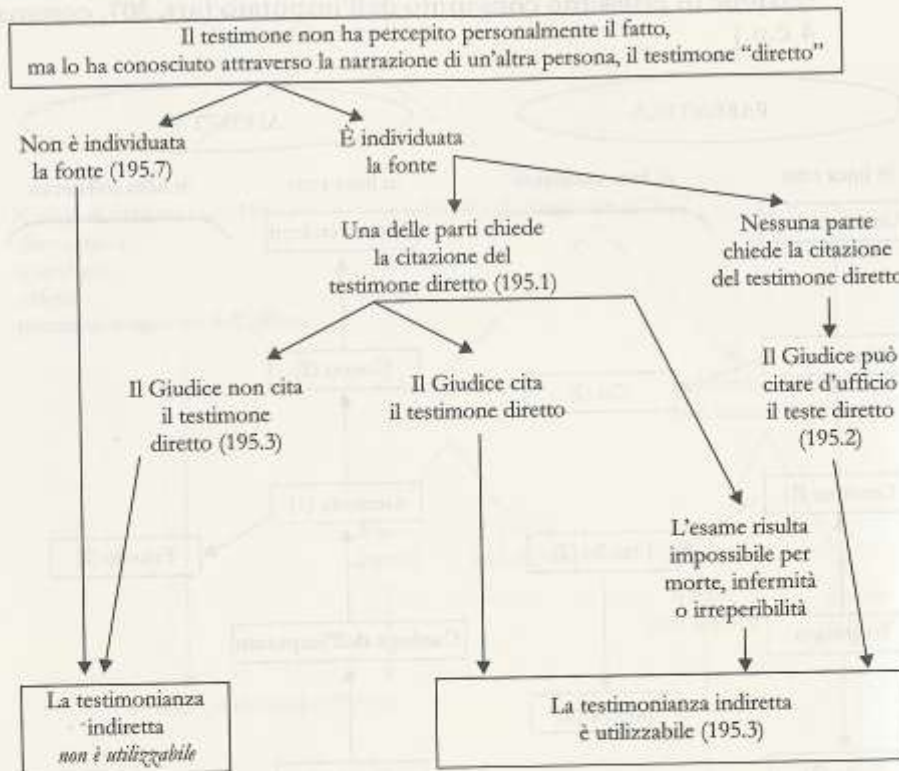 Il testimone non ha percepito personalmente il fatto,
ma lo ha conosciuto attraverso la narrazione di un'altra persona, il testimone “diretto”
Non è individuata
la fonte (195.7)
È individuata
la fonte
Una delle parti chiede
la citazione del
testimone diretto (195.1)
Nessuna parte
chiede la citazione
del testimone diretto
Il Giudice non cita
il testimone
diretto (195.3)
Il Giudice cita
il testimone diretto
Il Giudice può
citare d'ufficio
il teste diretto
(195.2)
L'esame risulta
impossibile per
morte, infermità
o irreperibilità
La testimonianza
indiretta
non è utilizzabile
La testimonianza indiretta
è utilizzabile (195.3)